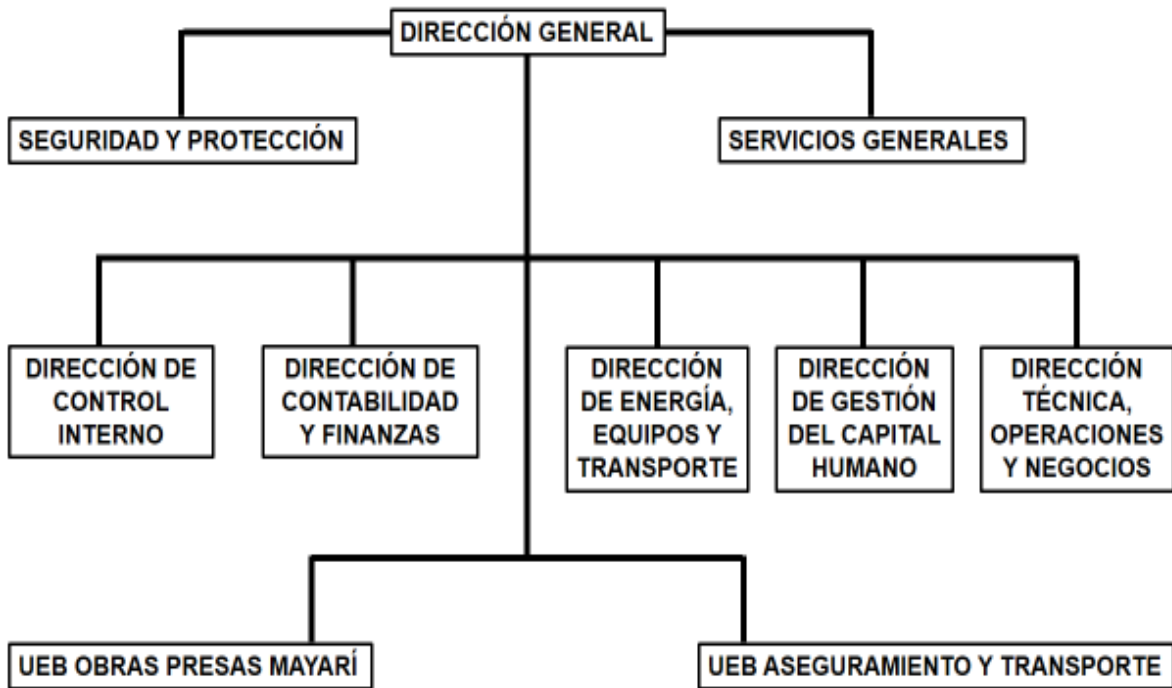 DIRECCIÓN GENERAL
SEGURIDAD Y PROTECCIÓN
SERVICIOS GENERALES
DIRECCIÓN DE
CONTROL
INTERNO
DIRECCIÓN DE
CONTABILIDAD
Y FINANZAS
DIRECCIÓN
DE ENERGÍA,
EQUIPOS Y
TRANSPORTE
DIRECCIÓN
DE GESTIÓN
DEL CAPITAL
HUMANO
DIRECCIÓN
TÉCNICA,
OPERACIONES
Y NEGOCIOS
UEB OBRAS PRESAS MAYARÍ
UEB ASEGURAMIENTO Y TRANSPORTE